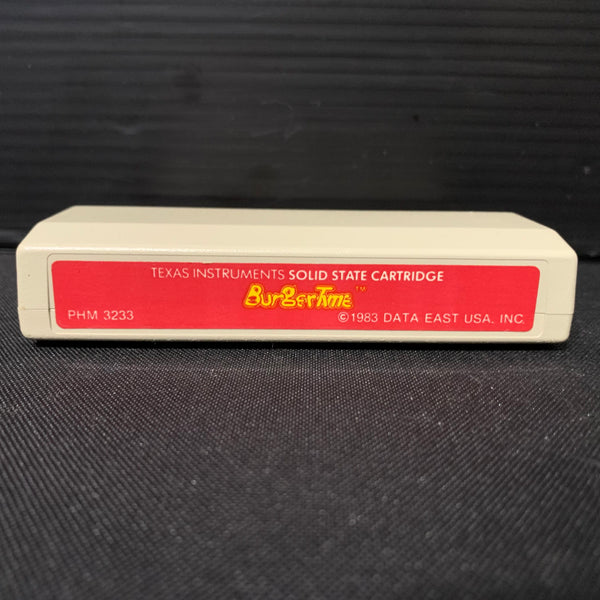 TEXAS INSTRUMENTS SOLID STATE CARTRIDGE
BurgerTime™
PHM 3233
©1983 DATA EAST USA, INC.